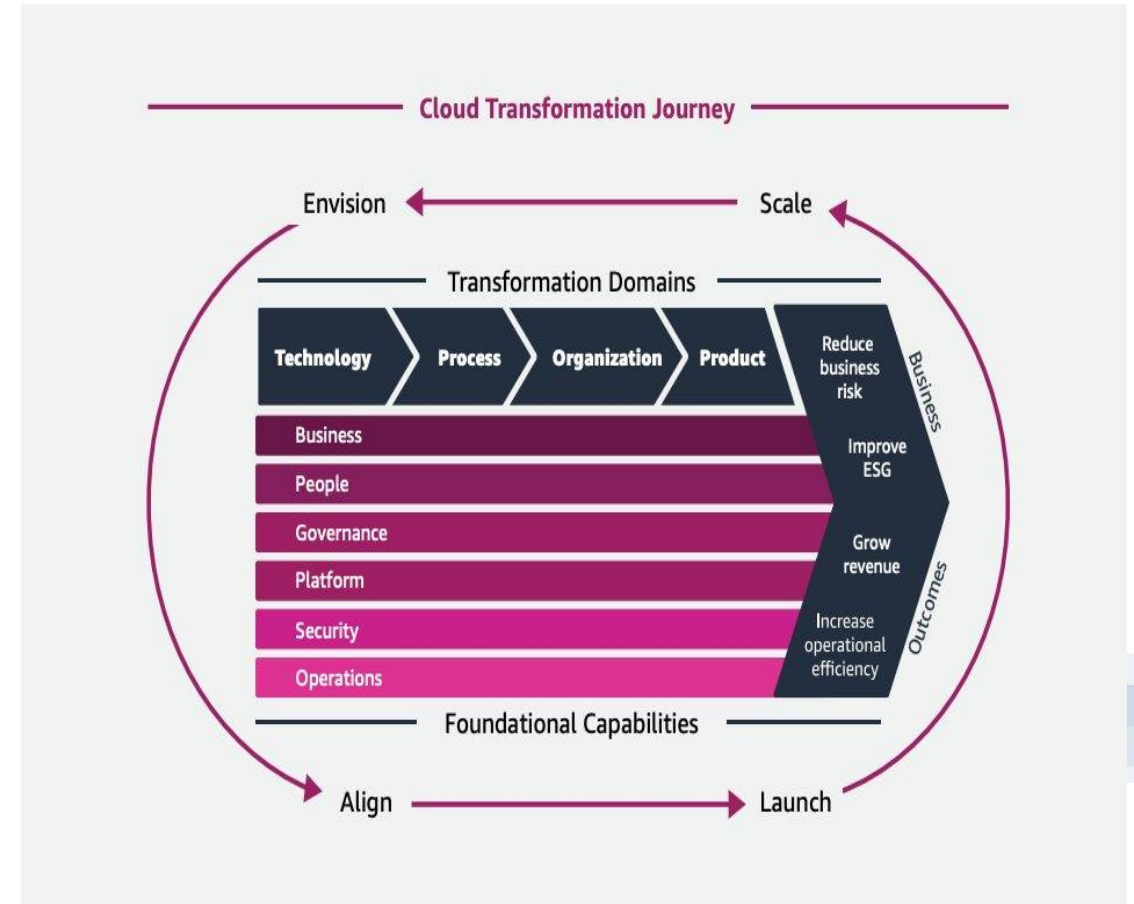 Cloud Transformation Journey
Envision
Scale
Transformation Domains
Technology
Process
Organization
Product
Reduce
business
risk
Business
Business
Improve
ESG
People
Governance
Grow
revenue
Platform
Outcomes
Security
Increase
operational
efficiency
Operations
Foundational Capabilities
Align
Launch